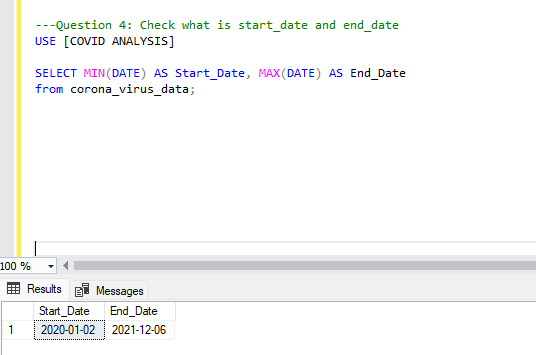 ---Question 4: Check what is start_date and end_date
USE [COVID ANALYSIS]
SELECT MIN(DATE) AS Start_Date, MAX(DATE) AS End_Date
from corona_virus_data;
100 %
Results Messages
Start_Date End_Date
1 2020-01-02 2021-12-06